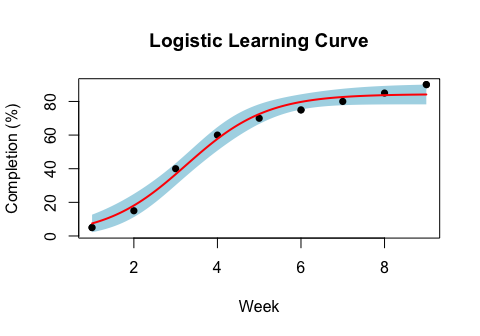 Logistic Learning Curve
Completion (%)
0 20 40 60 80
2 4 6 8
Week